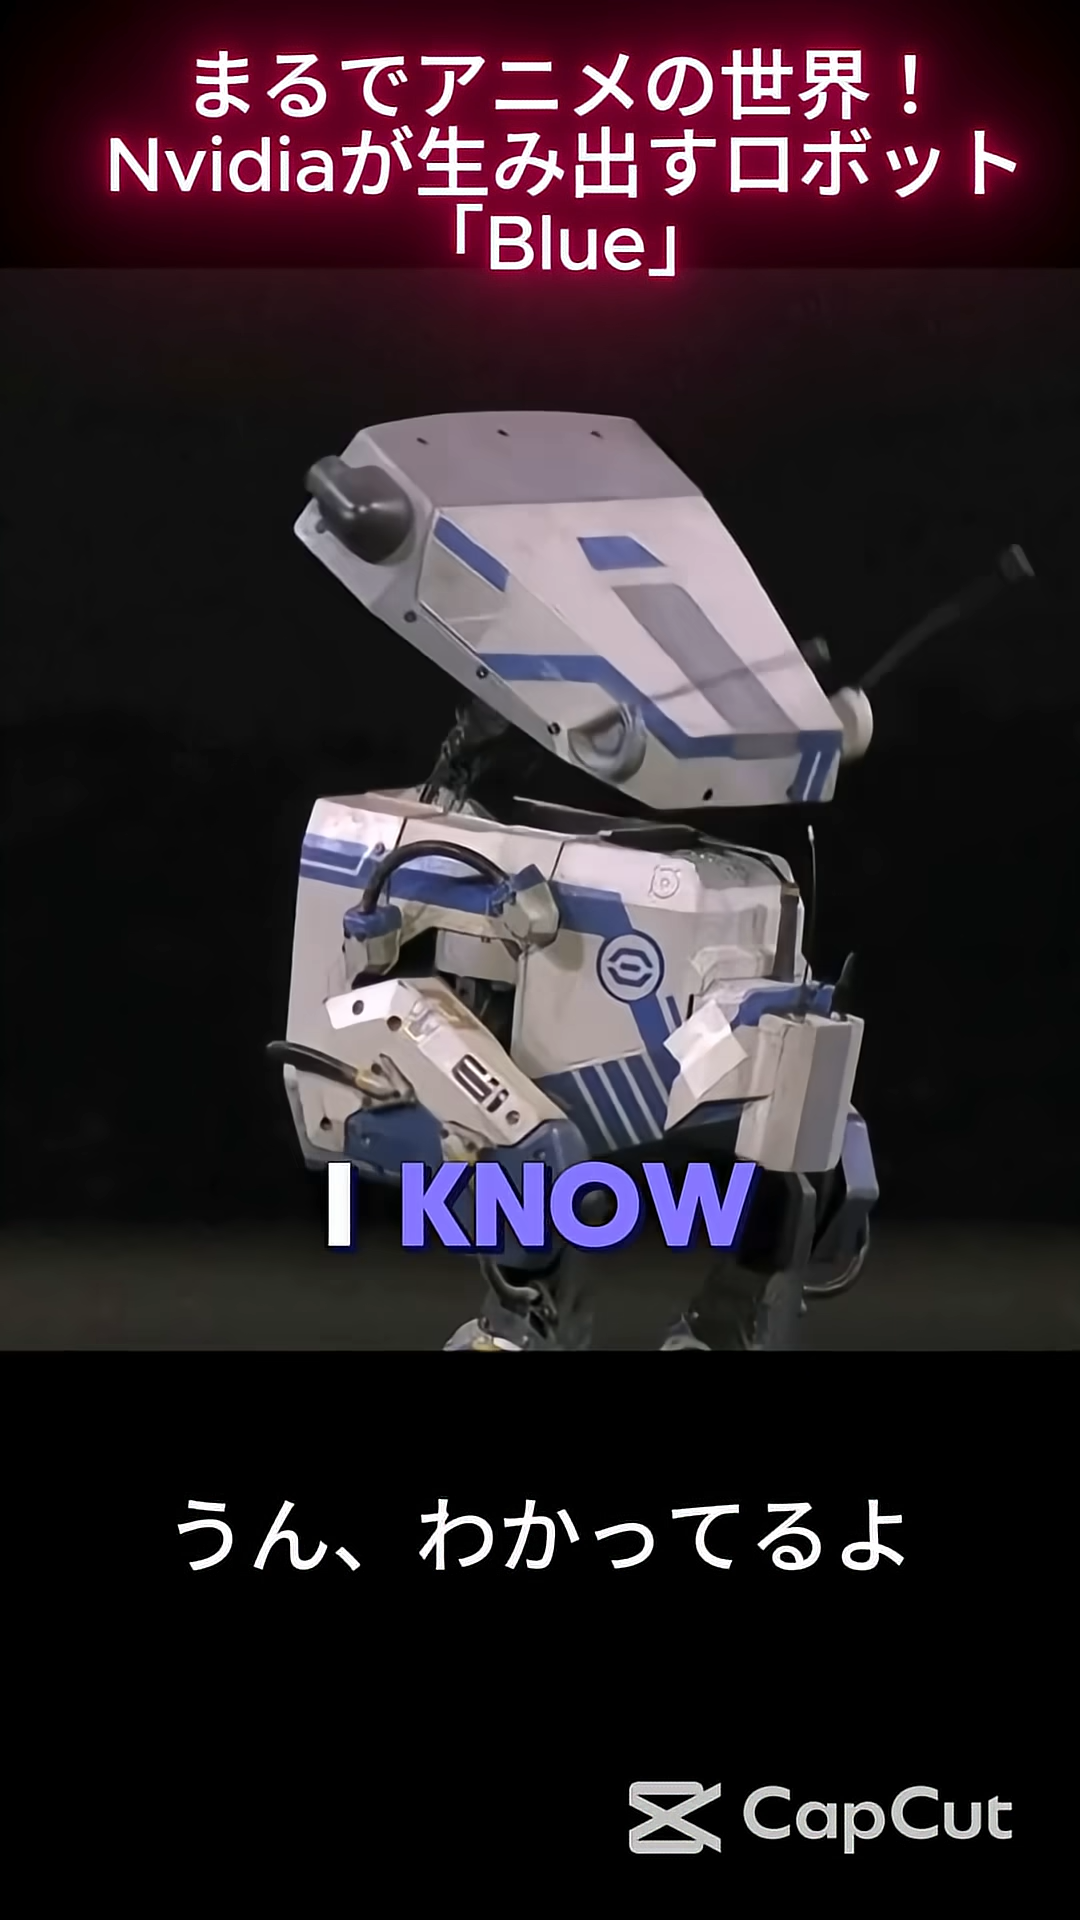 まるでアニメの世界！
Nvidiaが生み出すロボット
「Blue」
I KNOW
うん、わかってるよ
CapCut